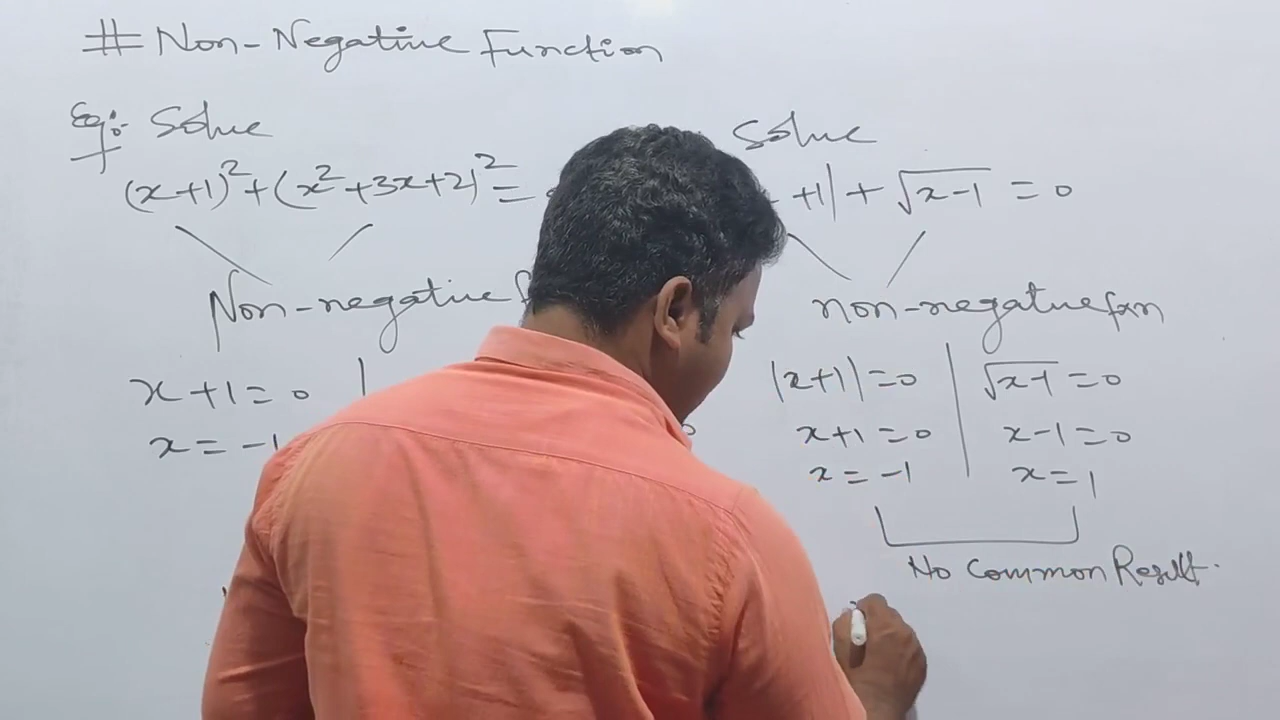 # Non-Negative Function
Eg:- Solve
(x+1)²+(x²+3x+2)²=
Non-negative
x+1=0
x=-1
Solve
+1|+√x-1 =0
non-negative fxn
|x+1|=0
x+1=0
x=-1
√x-1=0
x-1=0
x=1
No Common Result.